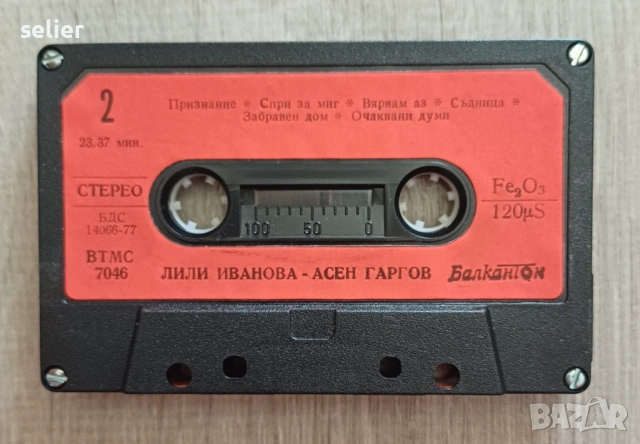 selier
2
Признание * Спри за миг * Вярвам аз * Съдница *
Забравен дом * Очаквани думи
23.37 мин.
СТЕРЕО
БДС
14066-77
ВТМС
7046
100 50 0
Fe2O3
120µS
ЛИЛИ ИВАНОВА - АСЕН ГАРГОВ
Балкантон
BAZAR